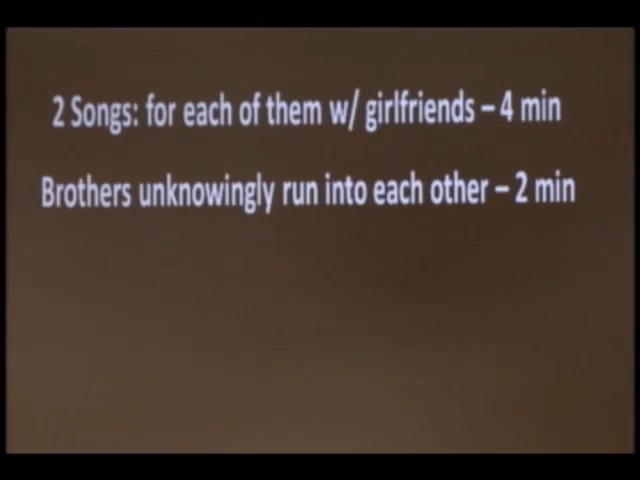 2 Songs: for each of them w/ girlfriends – 4 min
Brothers unknowingly run into each other – 2 min